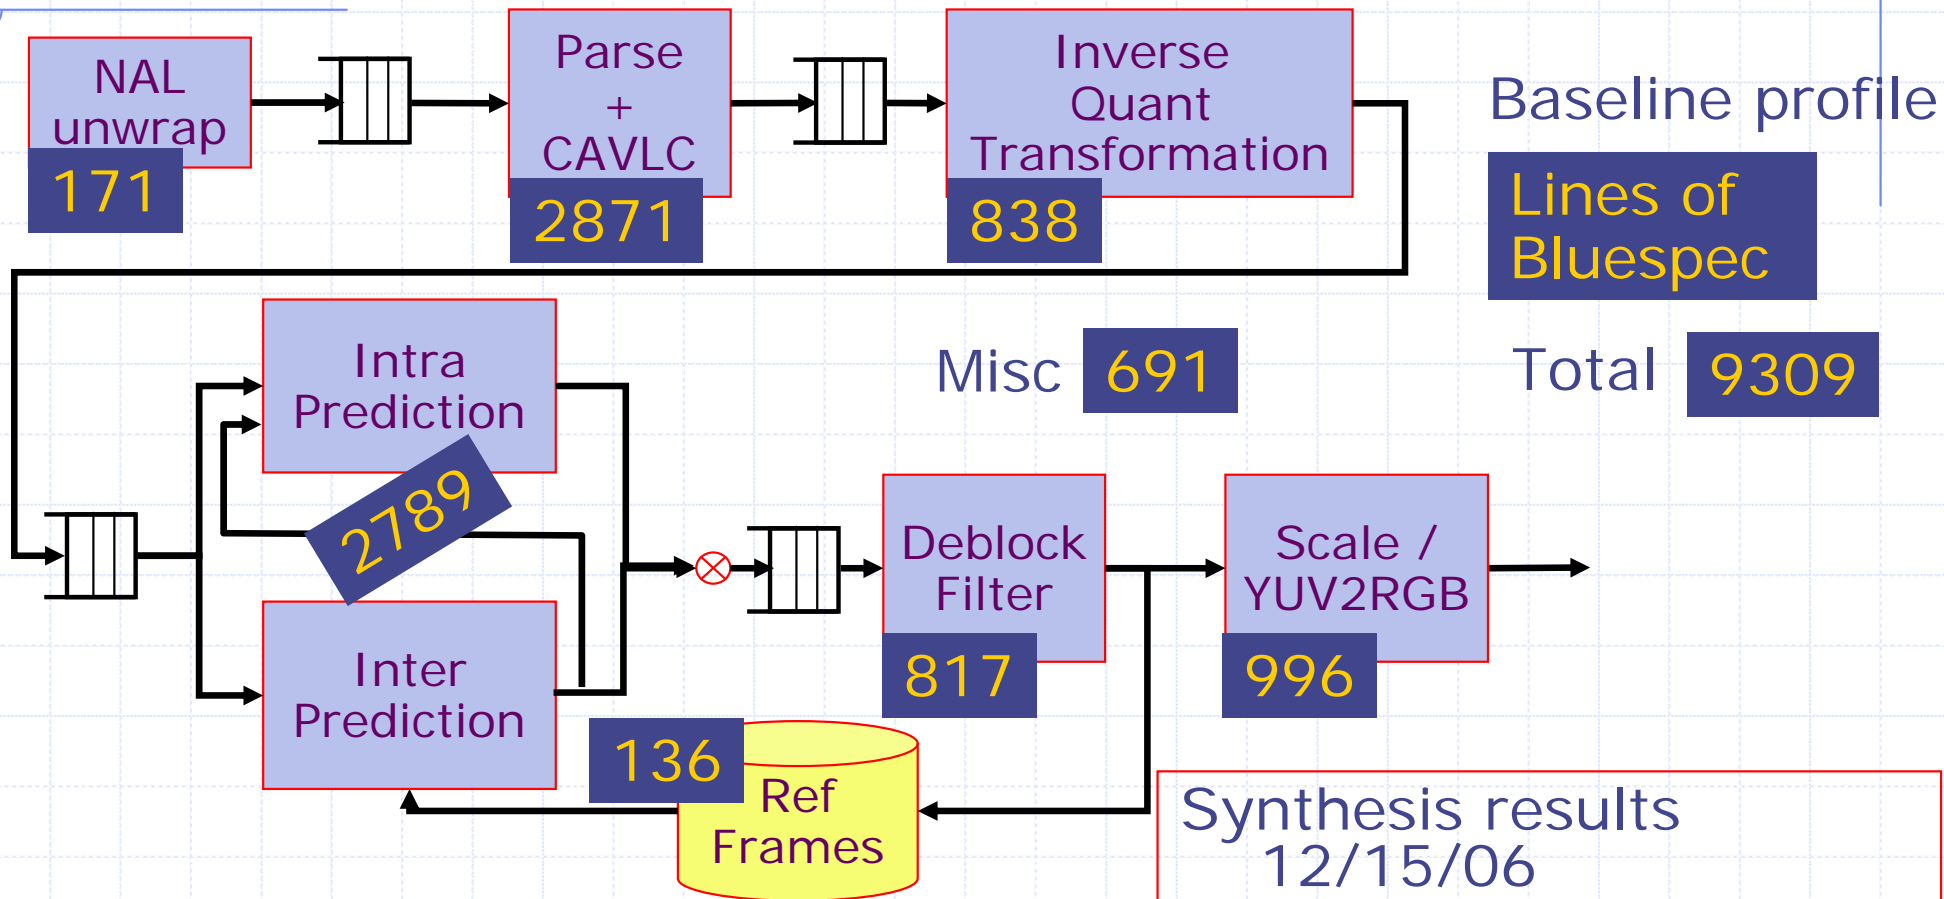 NAL
unwrap
171
Parse
+
CAVLC
2871
Inverse
Quant
Transformation
838
Baseline profile
Lines of
Bluespec
Intra
Prediction
Misc 691
Total 9309
2789
Inter
Prediction
Deblock
Filter
817
Scale /
YUV2RGB
996
136
Ref
Frames
Synthesis results
12/15/06